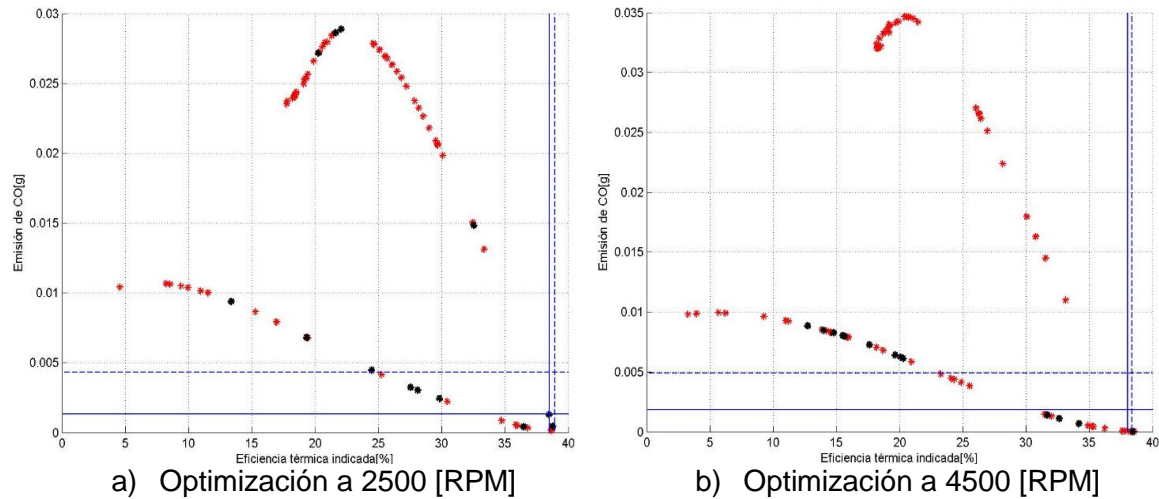 0.03
0.025
0.02
0.015
0.01
0.005
0
Emisión de CO[g]
0 5 10 15 20 25 30 35 40
Eficiencia térmica indicada[%]
a) Optimización a 2500 [RPM]
0.035
0.03
0.025
0.02
0.015
0.01
0.005
0
Emisión de CO[g]
0 5 10 15 20 25 30 35 40
Eficiencia térmica indicada[%]
b) Optimización a 4500 [RPM]